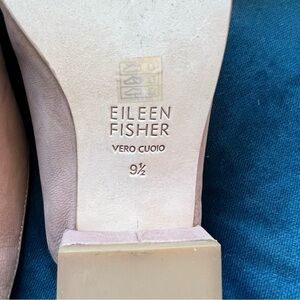 EILEEN
FISHER
VERO CUOIO
9½